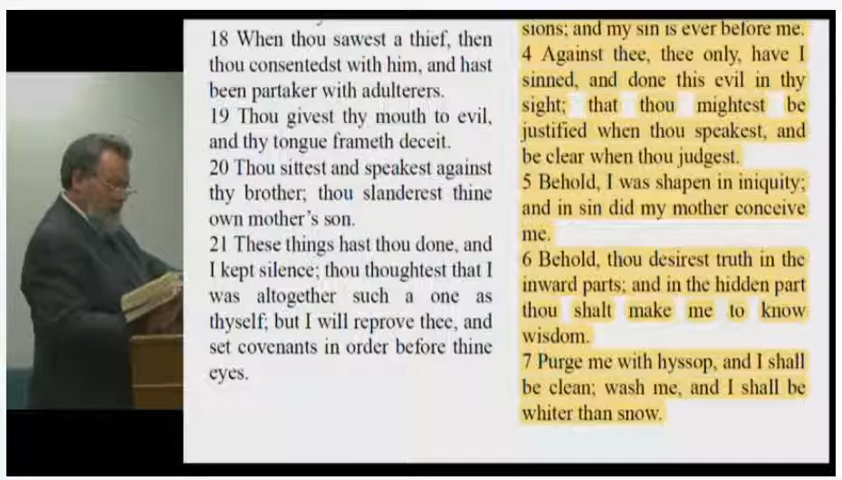 18 When thou sawest a thief, then
thou consentedst with him, and hast
been partaker with adulterers.
19 Thou givest thy mouth to evil,
and thy tongue frameth deceit.
20 Thou sittest and speakest against
thy brother; thou slanderest thine
own mother's son.
21 These things hast thou done, and
I kept silence; thou thoughtest that I
was altogether such a one as
thyself; but I will reprove thee, and
set covenants in order before thine
eyes.
sions; and my sin is ever before me.
4 Against thee, thee only, have I
sinned, and done this evil in thy
sight; that thou mightest be
justified when thou speakest, and
be clear when thou judgest.
5 Behold, I was shapen in iniquity;
and in sin did my mother conceive
me.
6 Behold, thou desirest truth in the
inward parts; and in the hidden part
thou shalt make me to know
wisdom.
7 Purge me with hyssop, and I shall
be clean; wash me, and I shall be
whiter than snow.